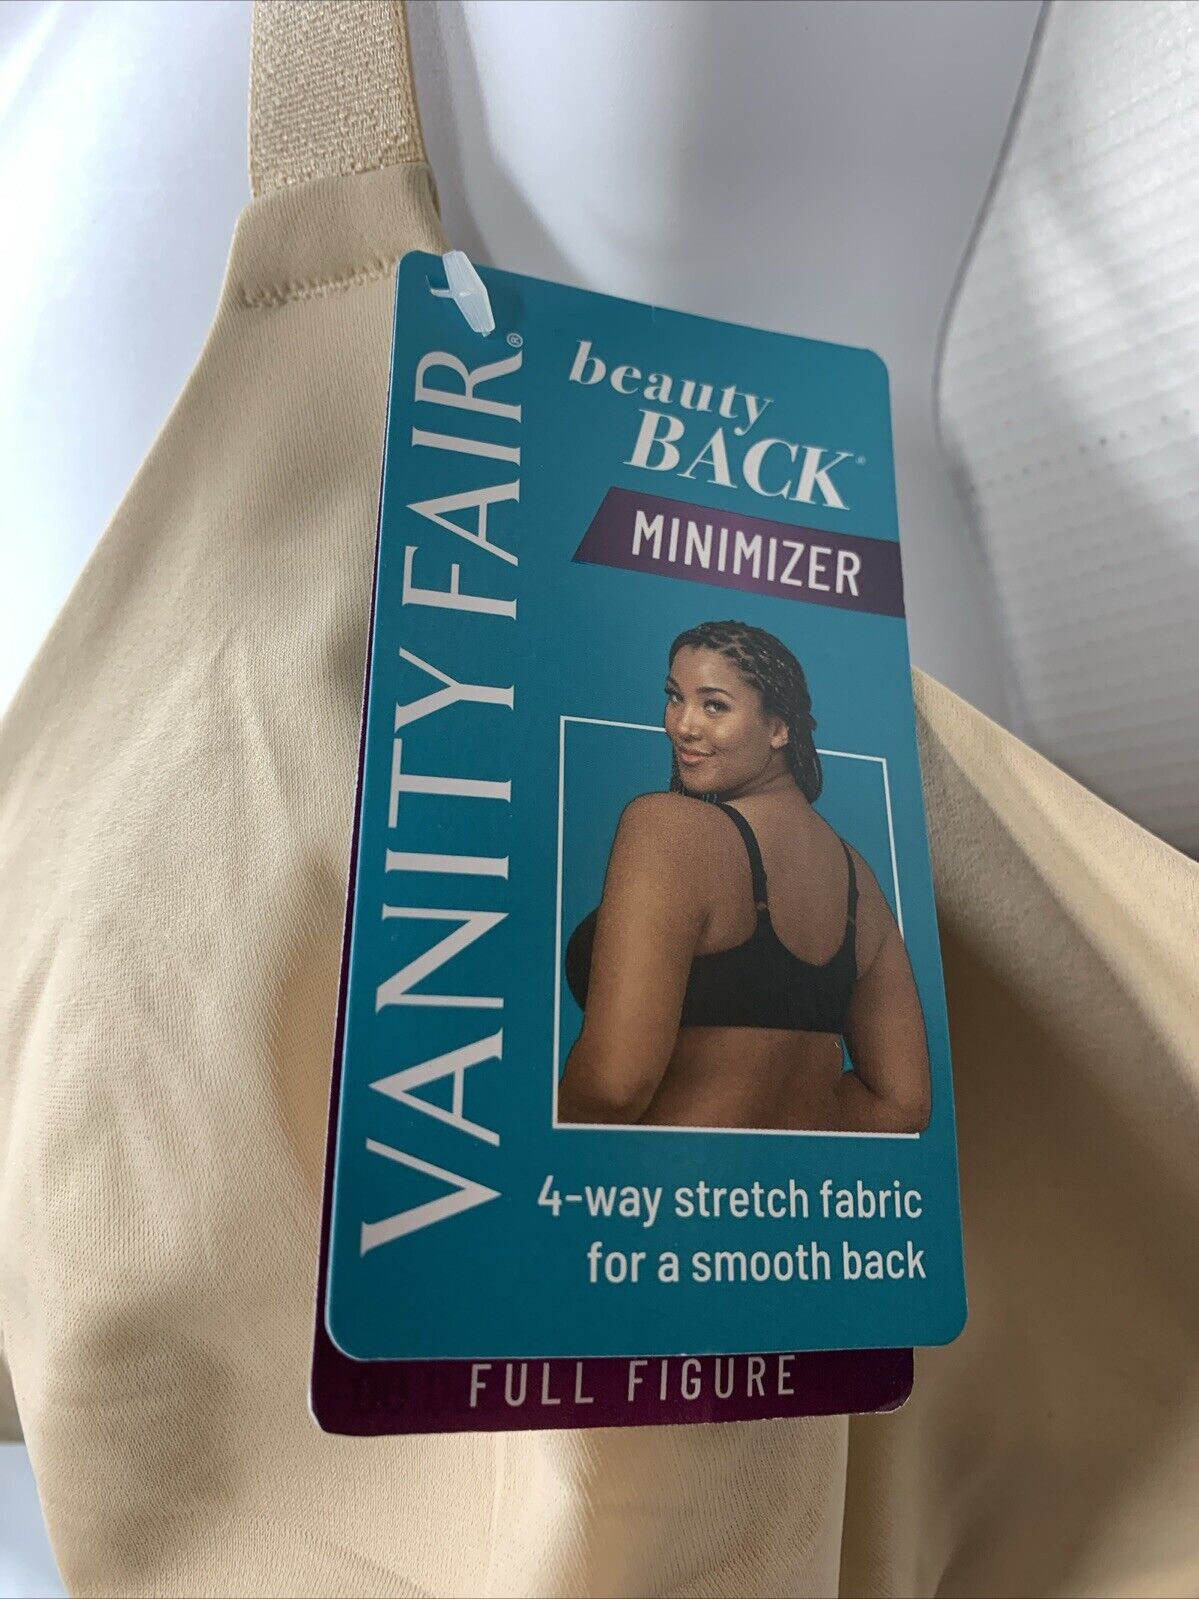 VANITY FAIR®
beauty
BACK®
MINIMIZER
4-way stretch fabric
for a smooth back
FULL FIGURE